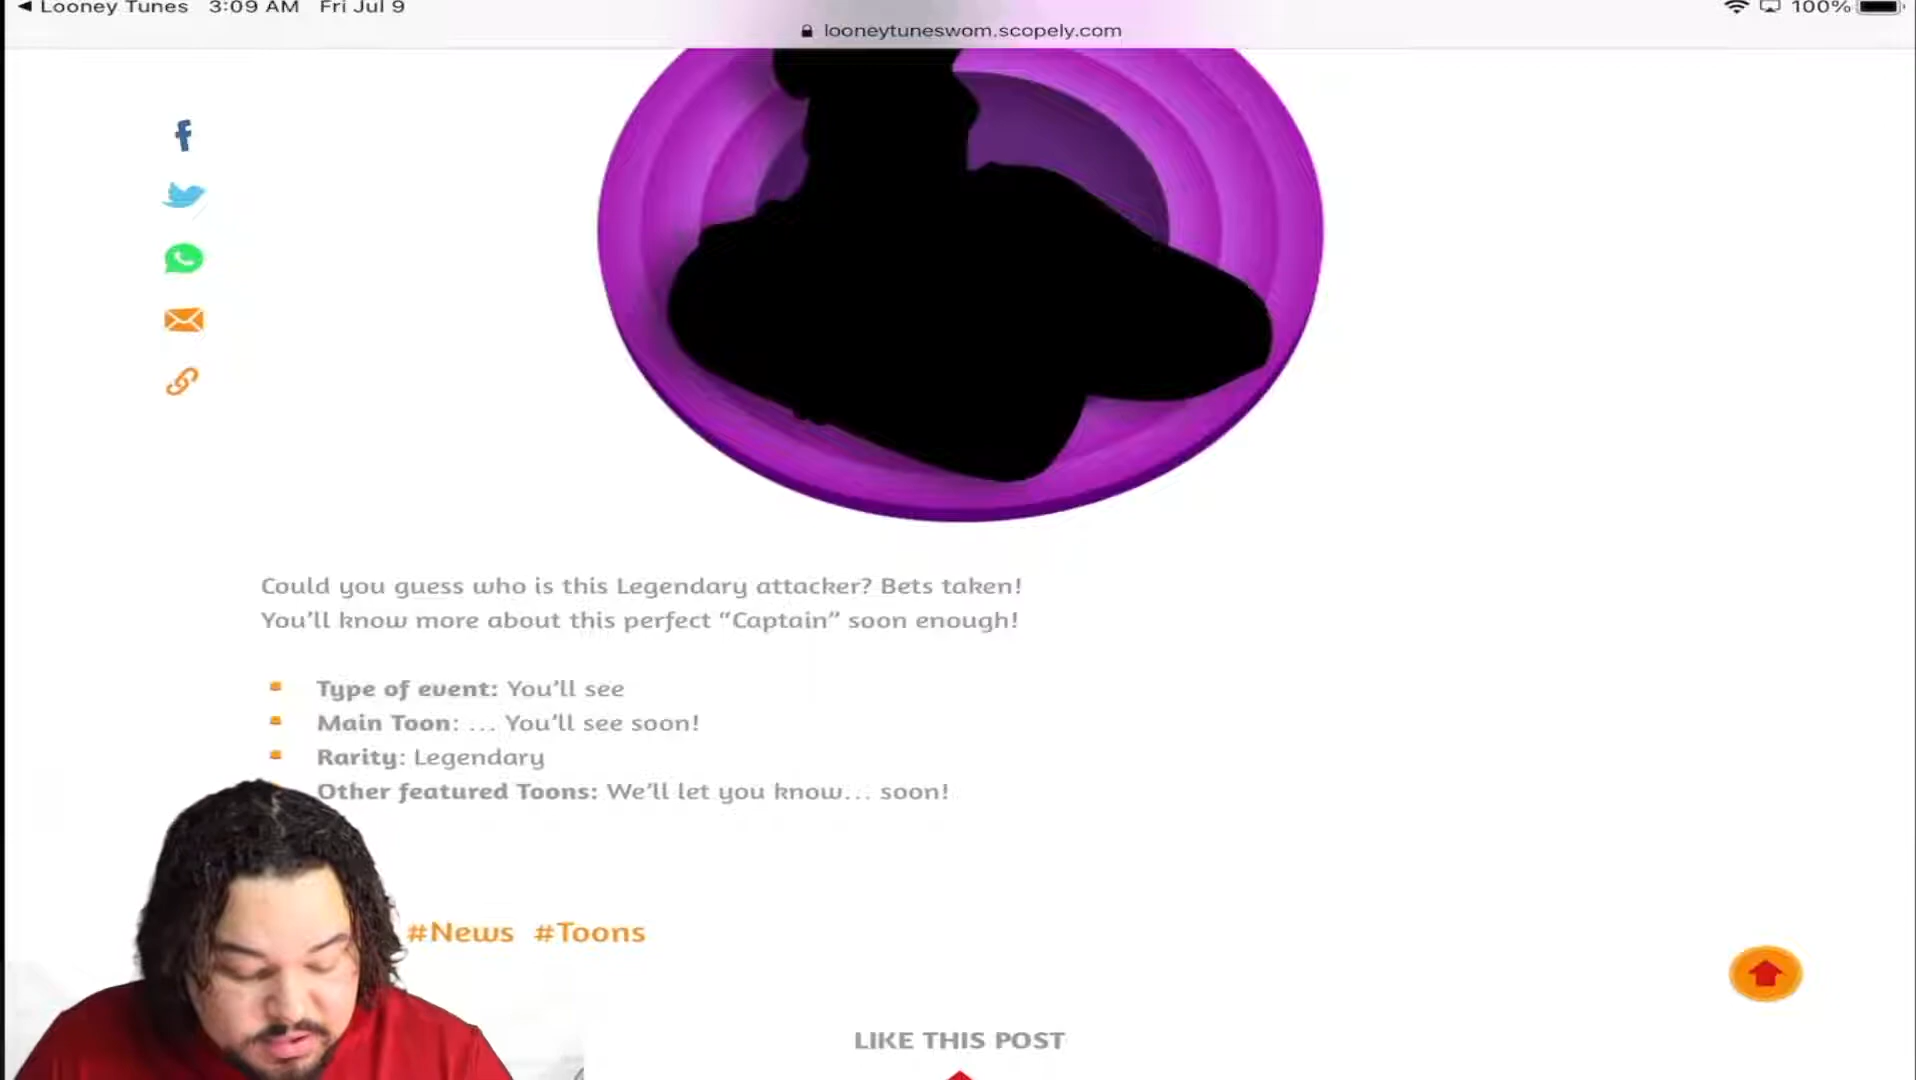 Looney Tunes 3:09 AM Fri Jul 9
100%
looneytuneswom.scopely.com
Could you guess who is this Legendary attacker? Bets taken!
You'll know more about this perfect “Captain” soon enough!
Type of event: You'll see
Main Toon: ... You'll see soon!
Rarity: Legendary
Other featured Toons: We'll let you know... soon!
#News #Toons
LIKE THIS POST